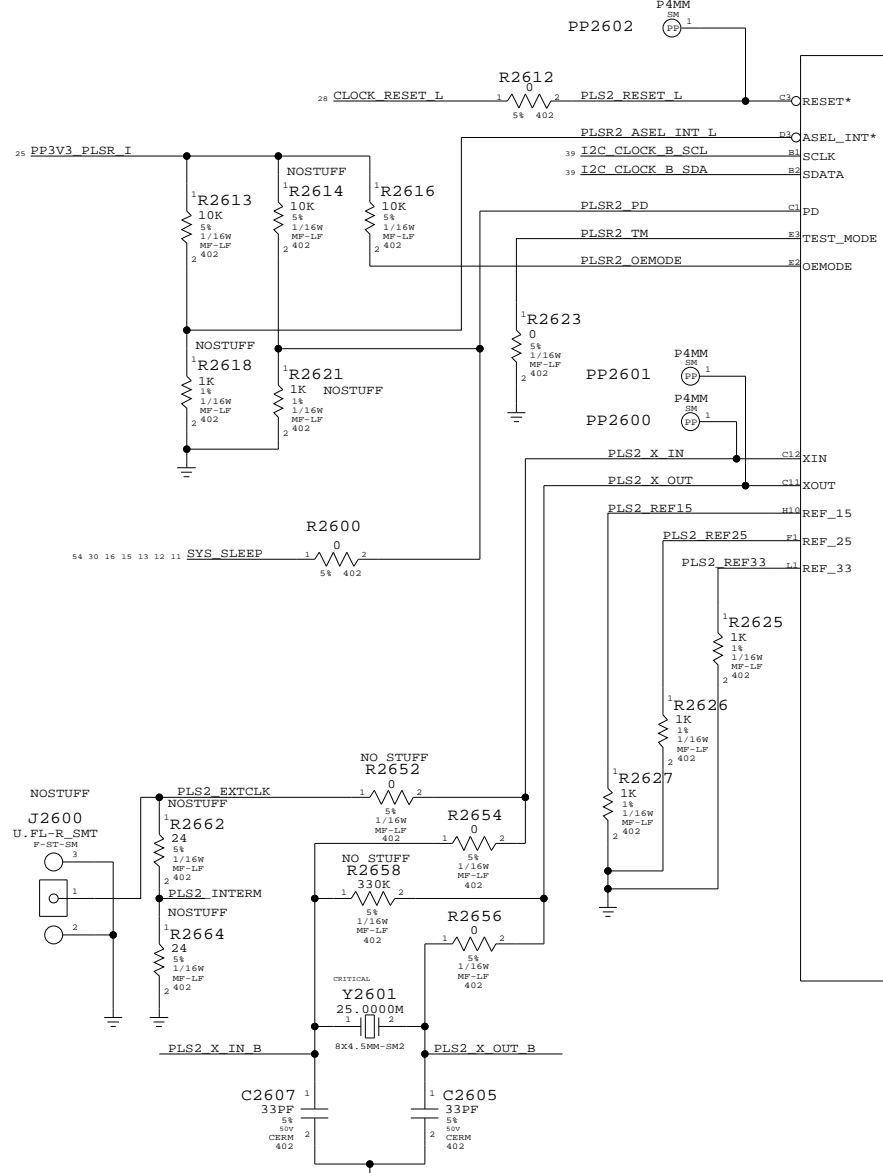 P4MM
SM
PP2602
PP
1
R2612
0
28 CLOCK_RESET_L
1
2
PLS2_RESET_L
C3
RESET*
5% 402
PLSR2_ASEL_INT_L
D3
ASEL_INT*
25 PP3V3_PLSR_I
39 I2C_CLOCK_B_SCL
B1
SCLK
39 I2C_CLOCK_B_SDA
B2
SDATA
PLSR2_PD
C1
PD
PLSR2_TM
E3
TEST_MODE
PLSR2_OEMODE
E2
OEMODE
1
R2613
10K
5%
1/16W
MF-LF
402
2
NOSTUFF
1
R2614
10K
5%
1/16W
MF-LF
402
2
1
R2616
10K
5%
1/16W
MF-LF
402
2
1
R2623
0
5%
1/16W
MF-LF
402
2
NOSTUFF
1
R2618
1K
1%
1/16W
MF-LF
402
2
1
R2621
1K
NOSTUFF
1%
1/16W
MF-LF
402
2
P4MM
SM
PP2601
PP
1
P4MM
SM
PP2600
PP
1
PLS2_X_IN
C12
XIN
PLS2_X_OUT
C11
XOUT
PLS2_REF15
H10
REF_15
PLS2_REF25
F1
REF_25
PLS2_REF33
L1
REF_33
R2600
0
54 30 16 15 13 12 11 SYS_SLEEP
1
2
5% 402
1
R2625
1K
1%
1/16W
MF-LF
402
2
1
R2626
1K
1%
1/16W
MF-LF
402
2
1
R2627
1K
1%
1/16W
MF-LF
402
2
NO STUFF
R2652
0
1
2
5%
1/16W
MF-LF
402
NOSTUFF
J2600
U.FL-R_SMT
F-ST-SM
3
1
2
PLS2_EXTCLK
NOSTUFF
1
R2662
24
5%
1/16W
MF-LF
402
2
PLS2_INTERM
NOSTUFF
1
R2664
24
5%
1/16W
MF-LF
402
2
R2654
0
1
2
5%
1/16W
MF-LF
402
NO STUFF
R2658
330K
1
2
5%
1/16W
MF-LF
402
R2656
0
1
2
5%
1/16W
MF-LF
402
CRITICAL
Y2601
25.0000M
1
2
8X4.5MM-SM2
PLS2_X_IN_B
PLS2_X_OUT_B
C2607
1
33PF
5%
50V
CERM
402
2
1
C2605
33PF
5%
50V
CERM
402
2